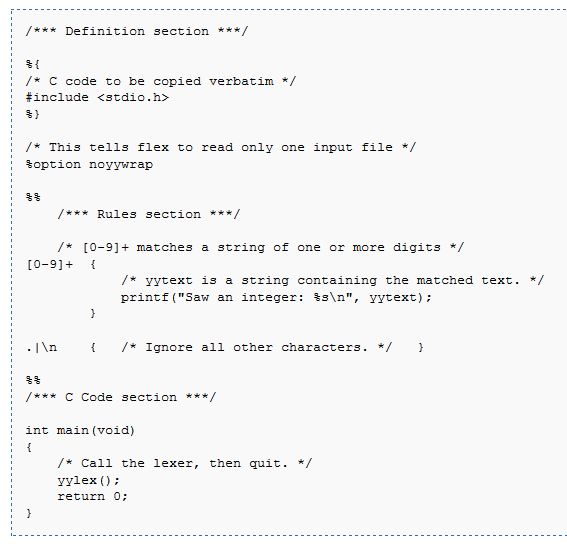 /*** Definition section ***/
%{
/* C code to be copied verbatim */
#include <stdio.h>
%}
/* This tells flex to read only one input file */
%option noyywrap
%%
/*** Rules section ***/
/* [0-9]+ matches a string of one or more digits */
[0-9]+  {
/* yytext is a string containing the matched text. */
printf("Saw an integer: %s\n", yytext);
}
.|\n    {   /* Ignore all other characters. */   }
%%
/*** C Code section ***/
int main(void)
{
/* Call the lexer, then quit. */
yylex();
return 0;
}